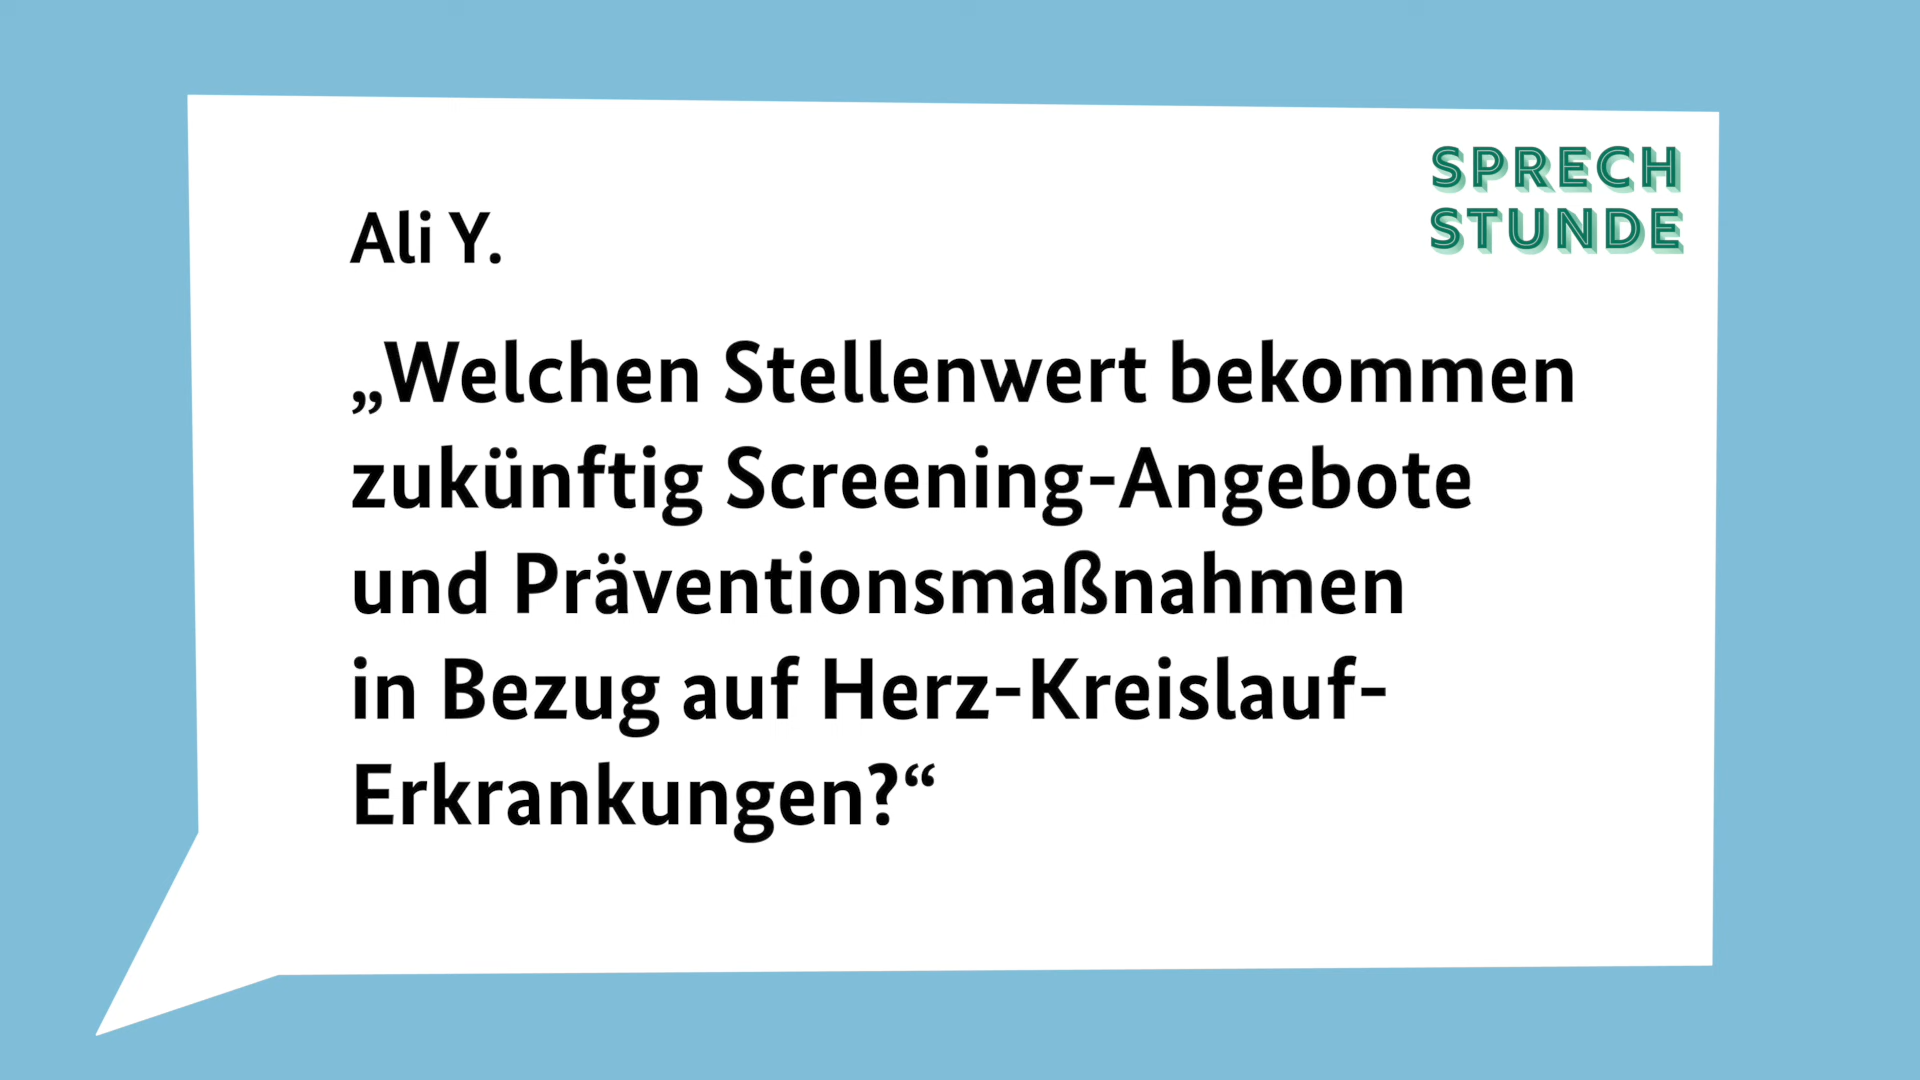 SPRECH
STUNDE
Ali Y.
„Welchen Stellenwert bekommen
zukünftig Screening-Angebote
und Präventionsmaßnahmen
in Bezug auf Herz-Kreislauf-
Erkrankungen?“